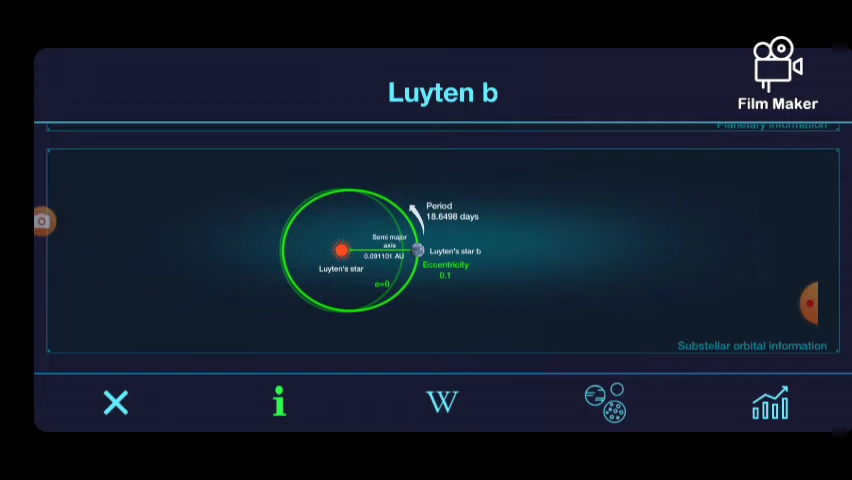 Luyten b
Film Maker
Planetary information
Period
18.6498 days
Semi major
axis
0.091101 AU
Luyten's star b
Luyten's star
Eccentricity
0.1
e=0
Substellar orbital information
i
W